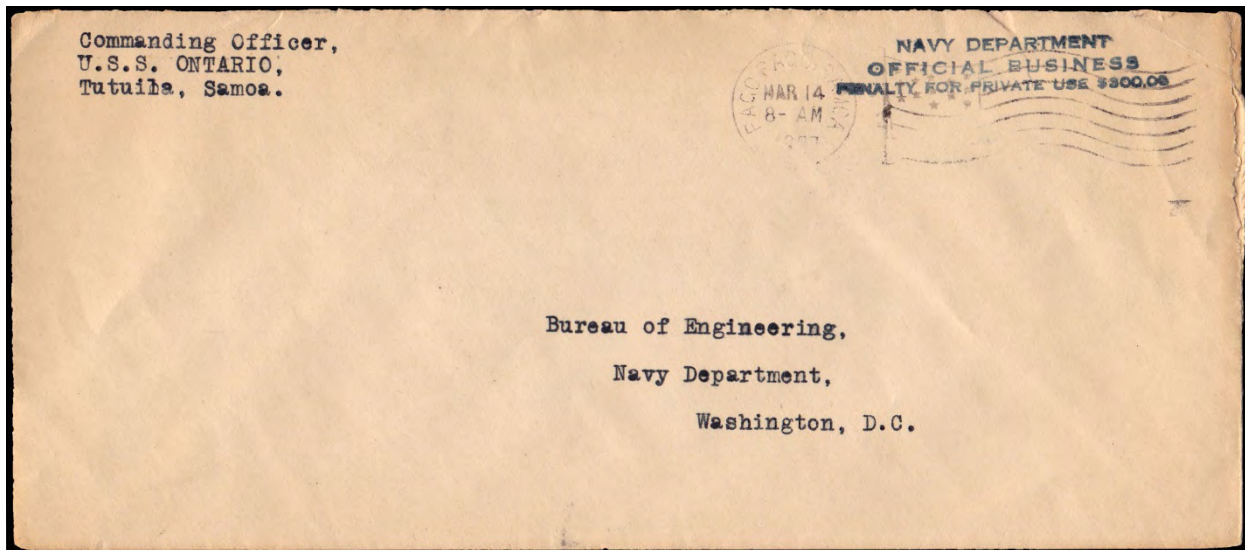 Commanding Officer,
U.S.S. ONTARIO,
Tutuila, Samoa.
NAVY DEPARTMENT
OFFICIAL BUSINESS
PENALTY FOR PRIVATE USE $300.00
MAR 14
8- AM
Bureau of Engineering,
Navy Department,
Washington, D.C.